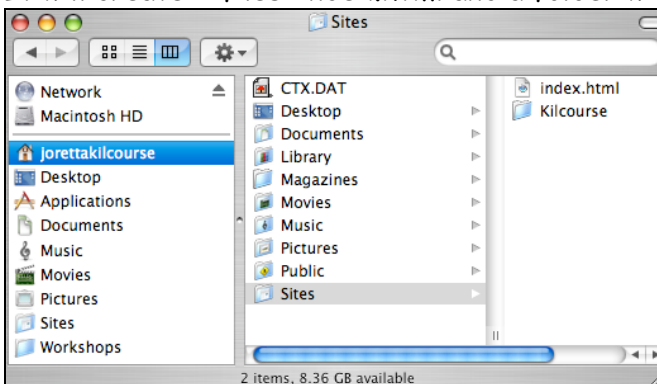 Sites
Network
Macintosh HD
jorettakilcourse
Desktop
Applications
Documents
Music
Movies
Pictures
Sites
Workshops
CTX.DAT
Desktop
Documents
Library
Magazines
Movies
Music
Pictures
Public
Sites
index.html
Kilcourse
2 items, 8.36 GB available